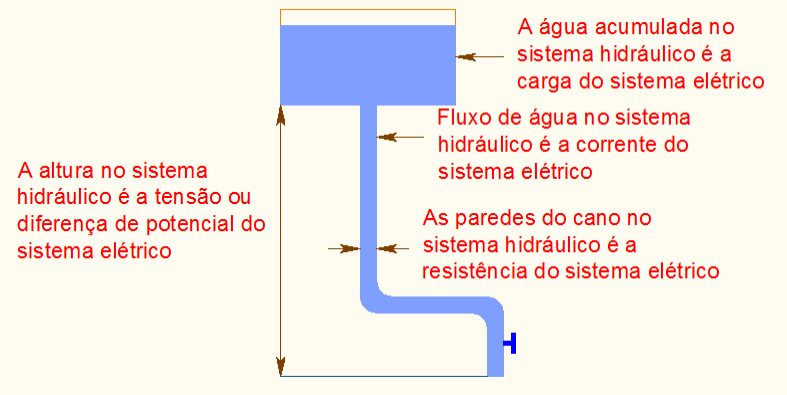 A água acumulada no
sistema hidráulico é a
carga do sistema elétrico
Fluxo de água no sistema
hidráulico é a corrente do
sistema elétrico
A altura no sistema
hidráulico é a tensão ou
diferença de potencial do
sistema elétrico
As paredes do cano no
sistema hidráulico é a
resistência do sistema elétrico